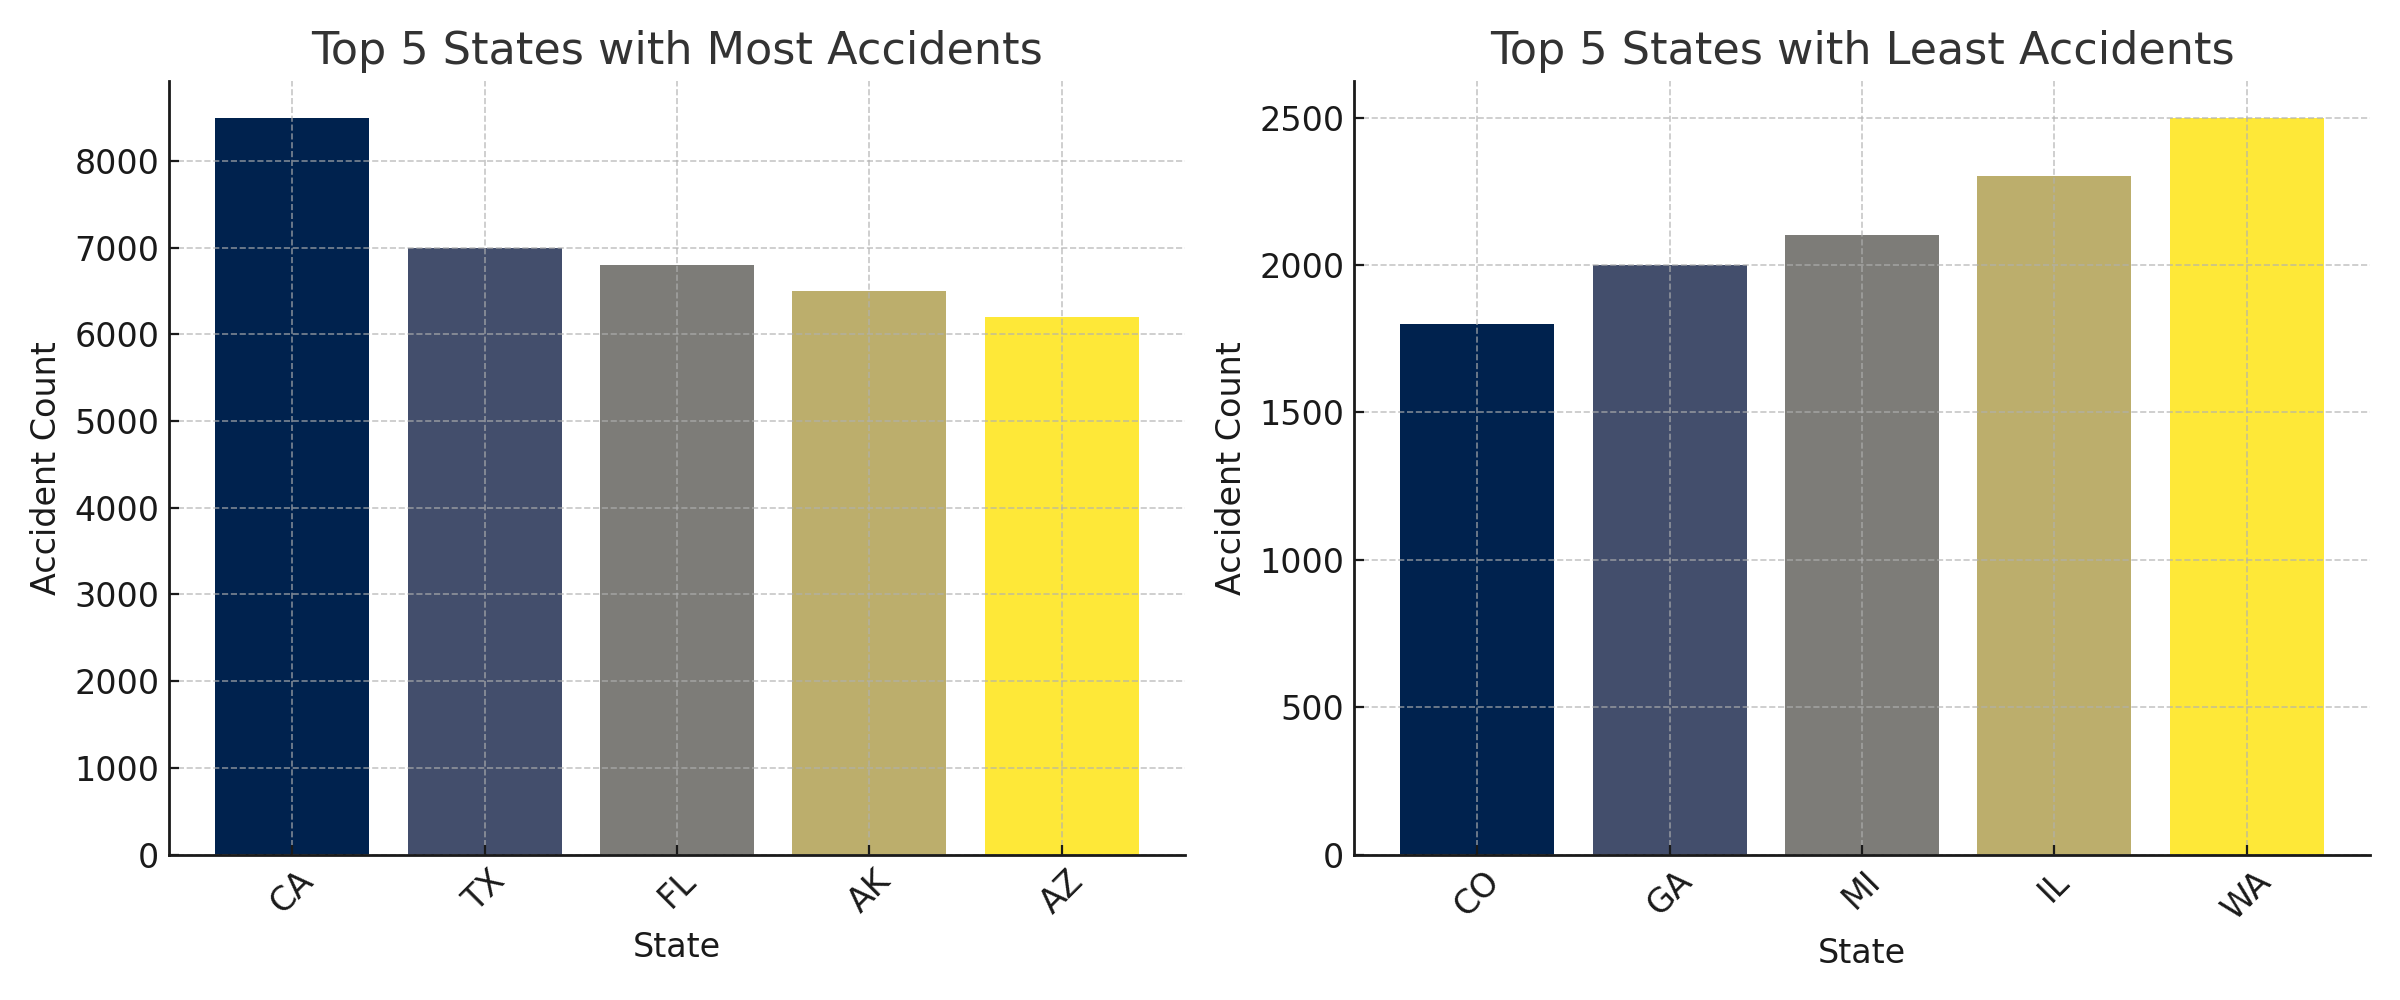 Top 5 States with Most Accidents
Accident Count
8000
7000
6000
5000
4000
3000
2000
1000
0
CA TX FL AK AZ
State
Top 5 States with Least Accidents
Accident Count
2500
2000
1500
1000
500
0
CO GA MI IL WA
State